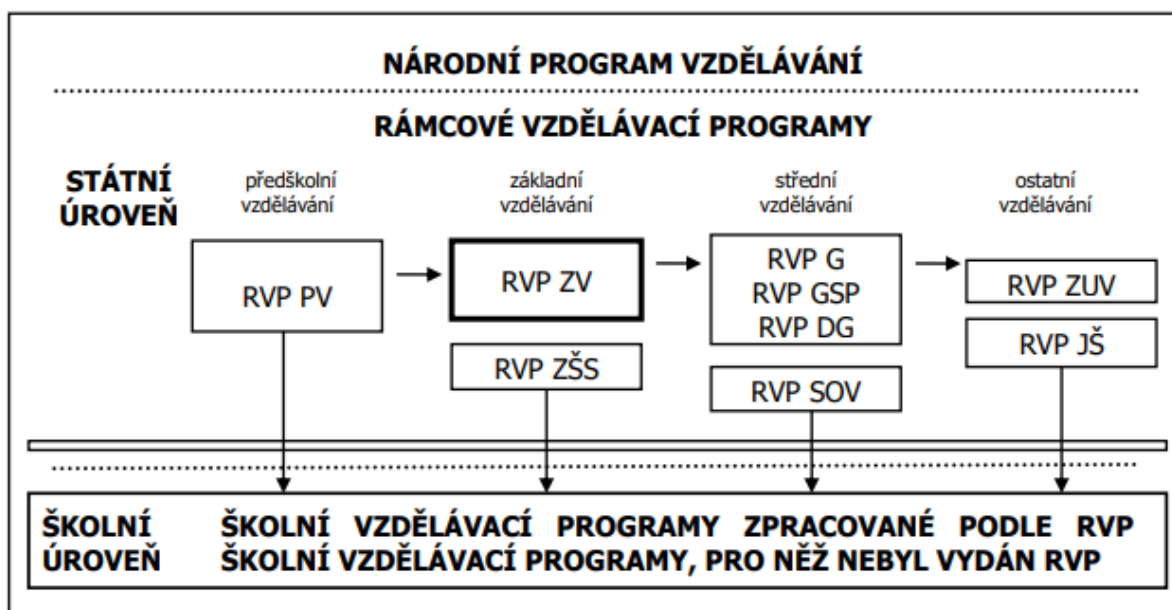 NÁRODNÍ PROGRAM VZDĚLÁVÁNÍ
RÁMCOVÉ VZDĚLÁVACÍ PROGRAMY
STÁTNÍ
ÚROVEŇ
předškolní
vzdělávání
základní
vzdělávání
střední
vzdělávání
ostatní
vzdělávání
RVP PV
RVP ZV
RVP ZŠS
RVP G
RVP GSP
RVP DG
RVP SOV
RVP ZUV
RVP JŠ
ŠKOLNÍ
ÚROVEŇ
ŠKOLNÍ VZDĚLÁVACÍ PROGRAMY ZPRACOVANÉ PODLE RVP
ŠKOLNÍ VZDĚLÁVACÍ PROGRAMY, PRO NĚŽ NEBYL VYDÁN RVP